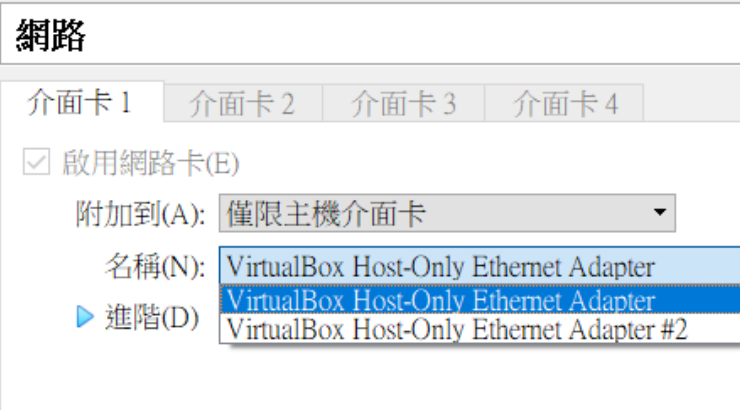 網路
介面卡 1 介面卡 2 介面卡 3 介面卡 4
啟用網路卡(E)
附加到(A): 僅限主機介面卡
名稱(N): VirtualBox Host-Only Ethernet Adapter
VirtualBox Host-Only Ethernet Adapter
進階(D) VirtualBox Host-Only Ethernet Adapter #2